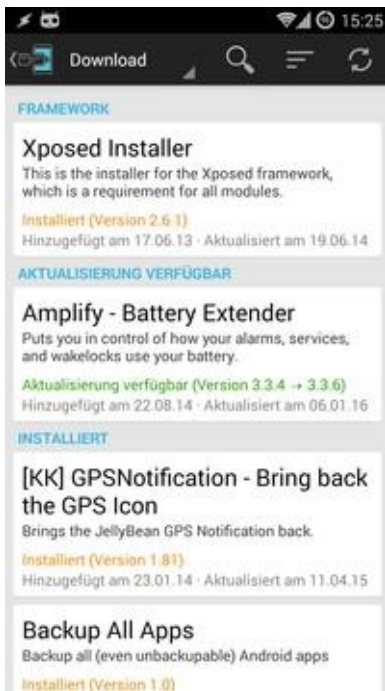 15:25
Download
FRAMEWORK
Xposed Installer
This is the installer for the Xposed framework,
which is a requirement for all modules.
Installiert (Version 2.6.1)
Hinzugefügt am 17.06.13 · Aktualisiert am 19.06.14
AKTUALISIERUNG VERFÜGBAR
Amplify - Battery Extender
Puts you in control of how your alarms, services,
and wakelocks use your battery.
Aktualisierung verfügbar (Version 3.3.4 → 3.3.6)
Hinzugefügt am 22.08.14 · Aktualisiert am 06.01.16
INSTALLIERT
[KK] GPSNotification - Bring back
the GPS Icon
Brings the JellyBean GPS Notification back.
Installiert (Version 1.81)
Hinzugefügt am 23.01.14 · Aktualisiert am 11.04.15
Backup All Apps
Backup all (even unbackupable) Android apps
Installiert (Version 1.0)